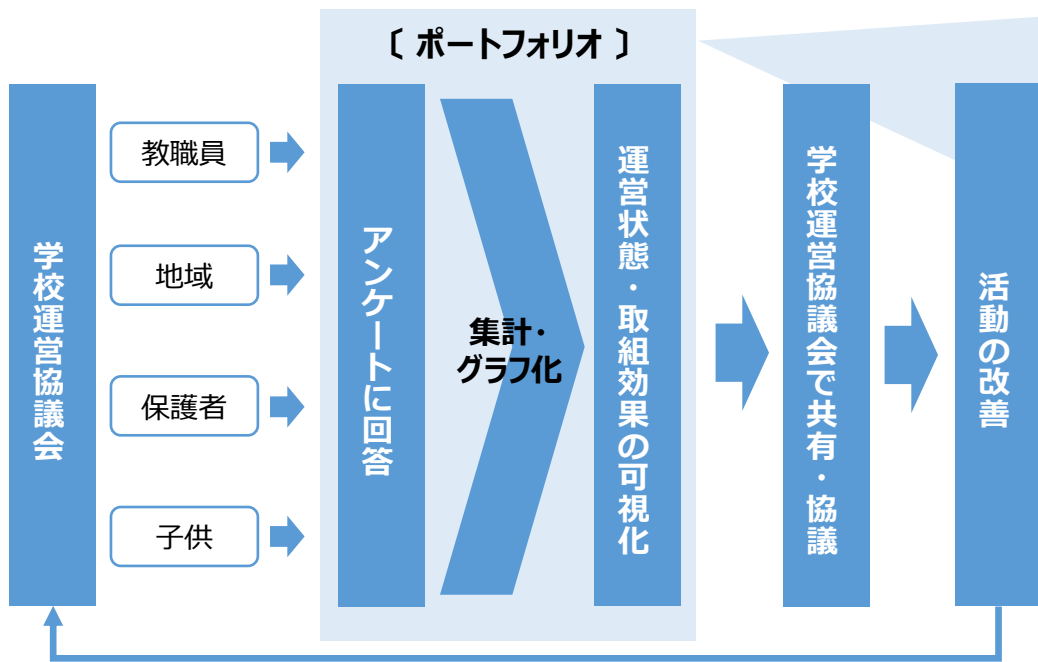 〔 ポートフォリオ 〕
学校運営協議会
教職員
地域
保護者
子供
アンケートに回答
集計・
グラフ化
運営状態・取組効果の可視化
学校運営協議会で共有・協議
活動の改善